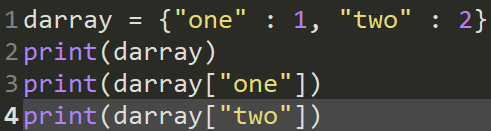 1 darray = {"one" : 1, "two" : 2}
2 print(darray)
3 print(darray["one"])
4 print(darray["two"])